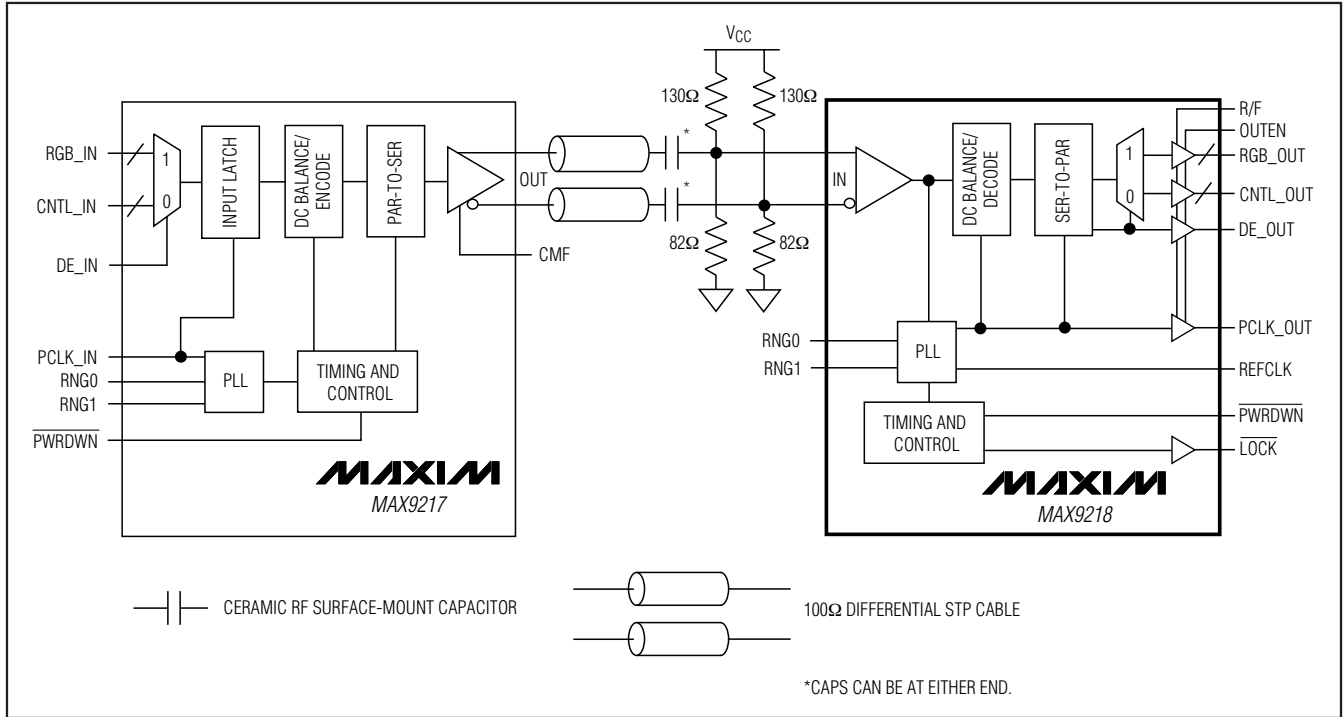 VCC
130Ω
130Ω
82Ω
82Ω
RGB_IN
CNTL_IN
DE_IN
PCLK_IN
RNG0
RNG1
PWRDWN
1
0
INPUT LATCH
DC BALANCE/
ENCODE
PAR-TO-SER
PLL
TIMING AND
CONTROL
OUT
CMF
MAXIM
MAX9217
*
*
IN
RNG0
RNG1
PLL
TIMING AND
CONTROL
DC BALANCE/
DECODE
SER-TO-PAR
1
0
R/F
OUTEN
RGB_OUT
CNTL_OUT
DE_OUT
PCLK_OUT
REFCLK
PWRDWN
LOCK
MAXIM
MAX9218
CERAMIC RF SURFACE-MOUNT CAPACITOR
100Ω DIFFERENTIAL STP CABLE
*CAPS CAN BE AT EITHER END.